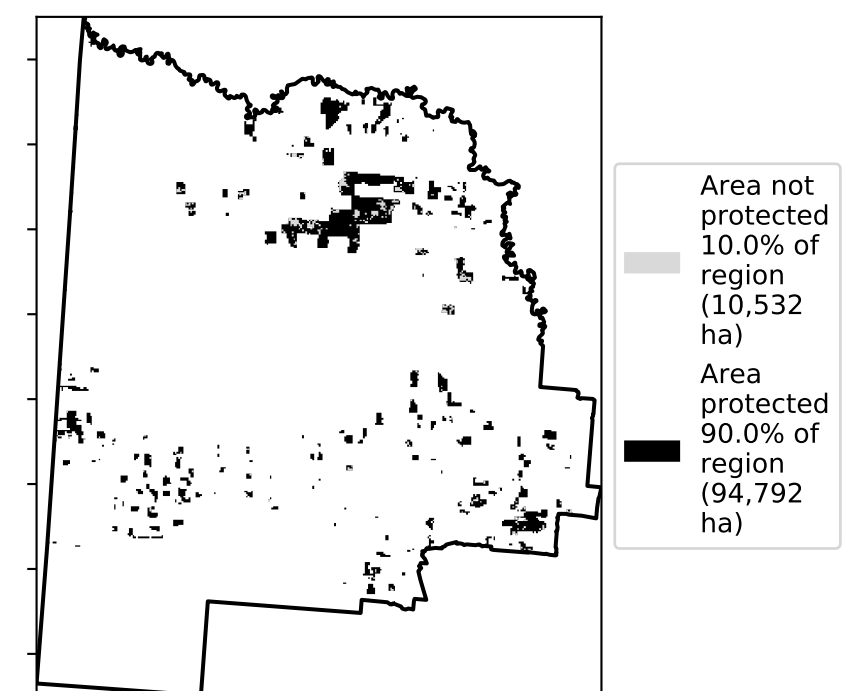 Area not
protected
10.0% of
region
(10,532
ha)
Area
protected
90.0% of
region
(94,792
ha)